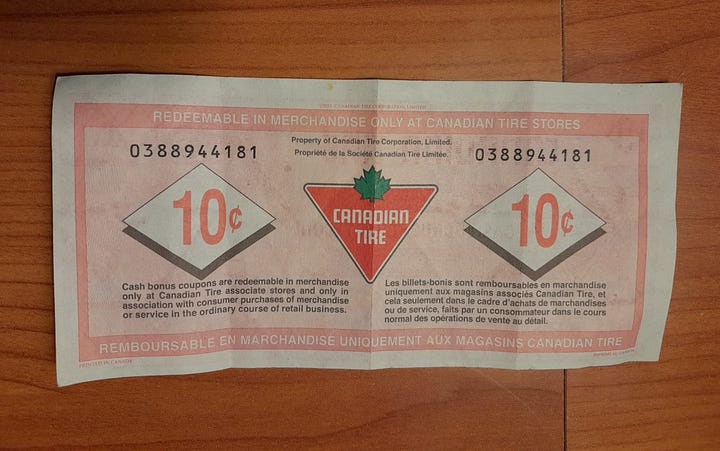 REDEEMABLE IN MERCHANDISE ONLY AT CANADIAN TIRE STORES
Property of Canadian Tire Corporation, Limited.
Propriété de la Société Canadian Tire Limitée.
0388944181
0388944181
10¢
CANADIAN
TIRE
10¢
Cash bonus coupons are redeemable in merchandise
only at Canadian Tire associate stores and only in
association with consumer purchases of merchandise
or service in the ordinary course of retail business.
Les billets-bonis sont remboursables en marchandise
uniquement aux magasins associés Canadian Tire, et
cela seulement dans le cadre d'achats de marchandises
ou de service, faits par un consommateur dans le cours
normal des opérations de vente au détail.
REMBOURSABLE EN MARCHANDISE UNIQUEMENT AUX MAGASINS CANADIAN TIRE
PRINTED IN CANADA